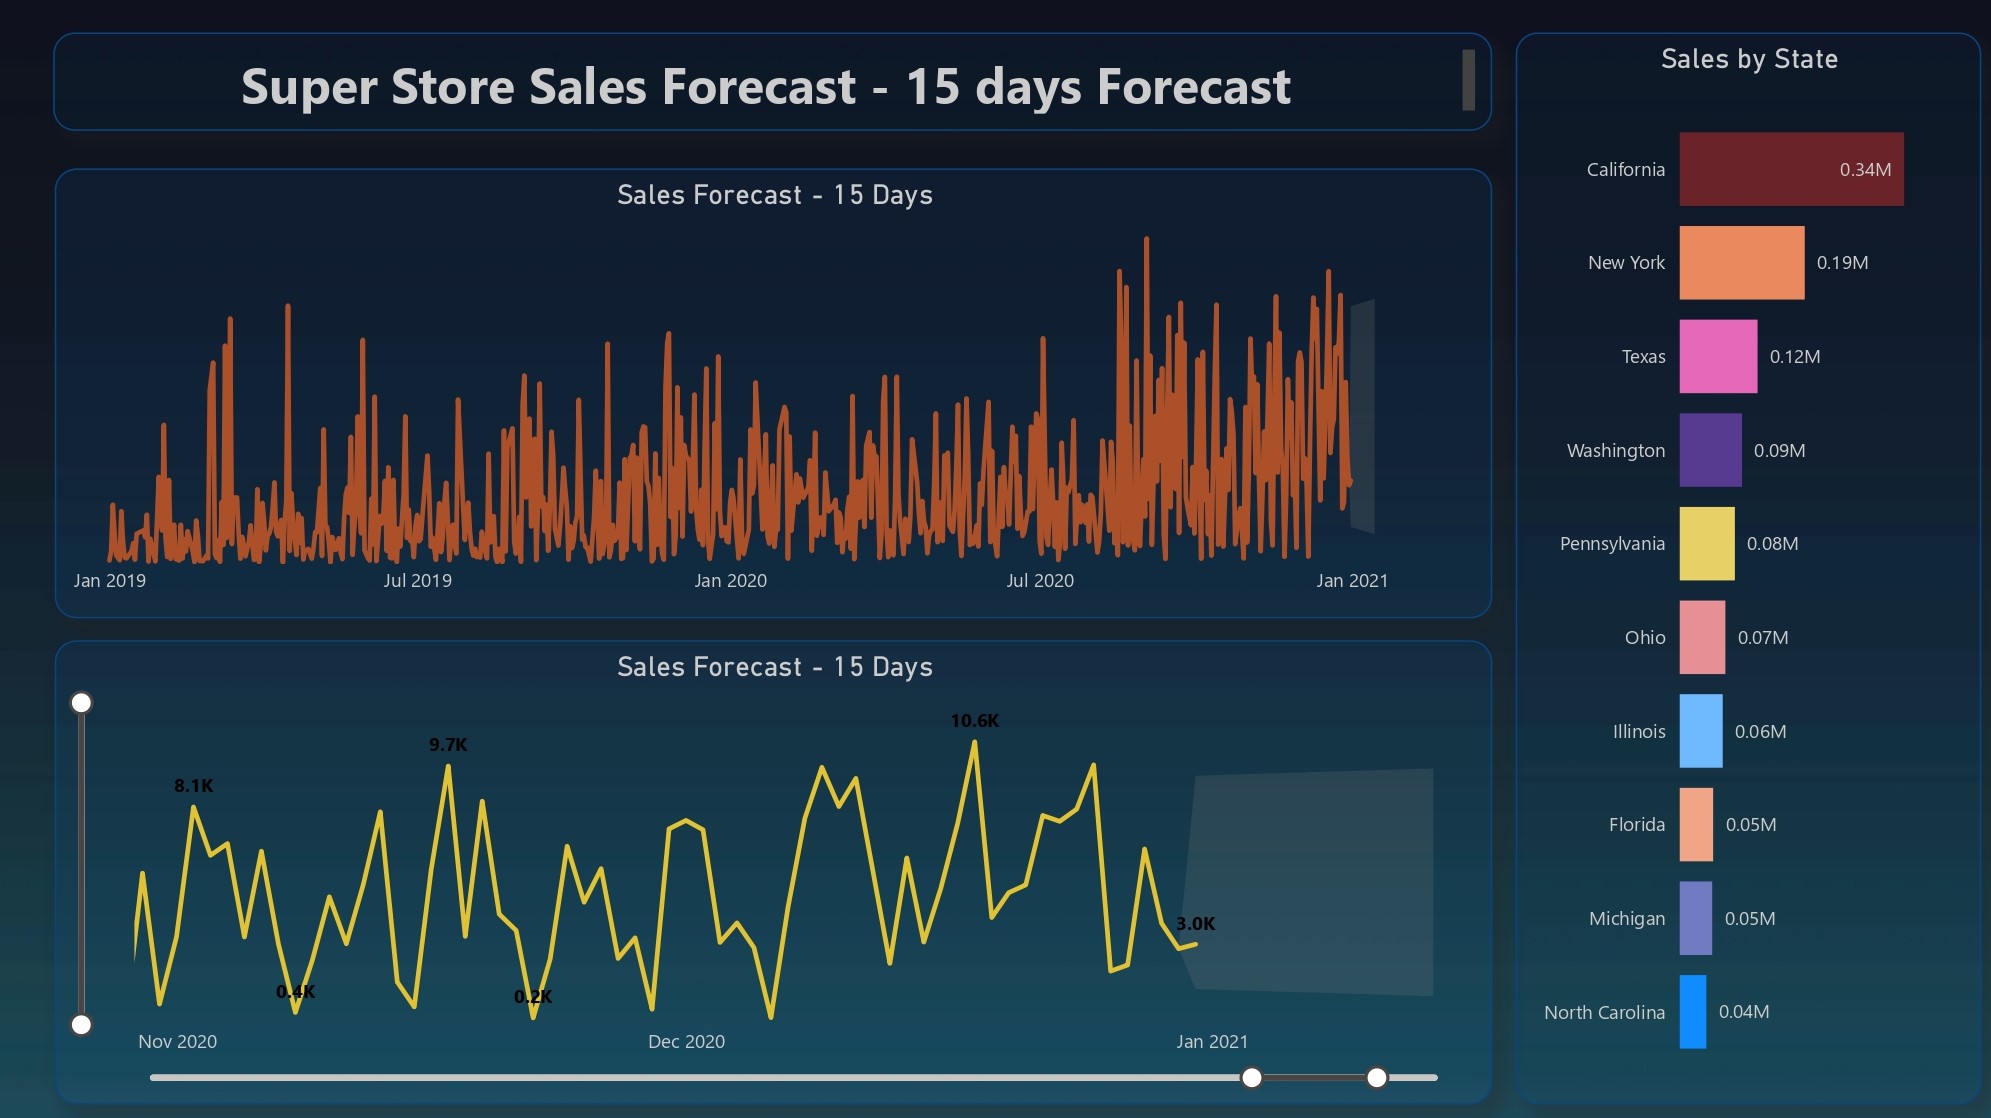 Super Store Sales Forecast - 15 days Forecast
Sales Forecast - 15 Days
Jan 2019
Jul 2019
Jan 2020
Jul 2020
Jan 2021
Sales Forecast - 15 Days
8.1K
9.7K
10.6K
3.0K
0.4K
0.2K
Nov 2020
Dec 2020
Jan 2021
Sales by State
California 0.34M
New York 0.19M
Texas 0.12M
Washington 0.09M
Pennsylvania 0.08M
Ohio 0.07M
Illinois 0.06M
Florida 0.05M
Michigan 0.05M
North Carolina 0.04M